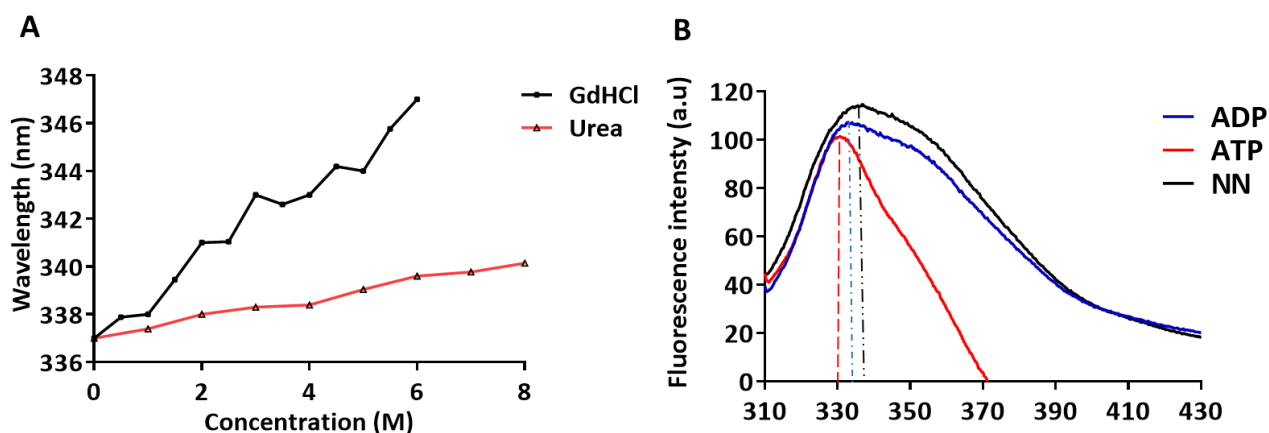 A
B
Wavelength (nm)
348
346
344
342
340
338
336
0
2
4
6
8
Concentration (M)
GdHCl
Urea
Fluorescence intensty (a.u)
120
100
80
60
40
20
0
310
330
350
370
390
410
430
ADP
ATP
NN